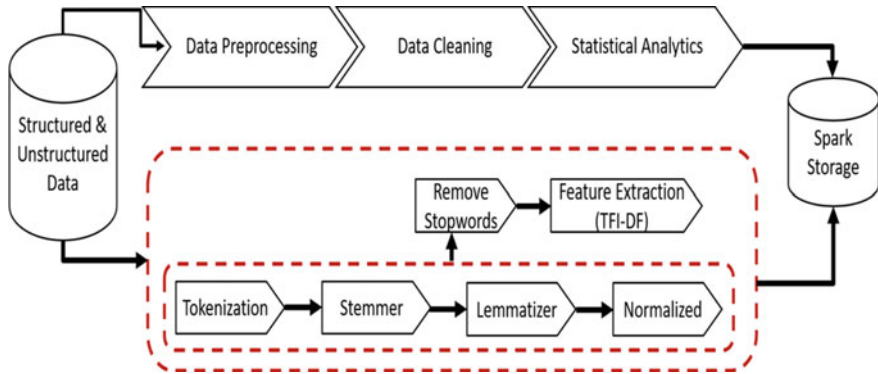 Data Preprocessing
Data Cleaning
Statistical Analytics
Structured &
Unstructured
Data
Spark
Storage
Remove
Stopwords
Feature Extraction
(TFI-DF)
Tokenization
Stemmer
Lemmatizer
Normalized